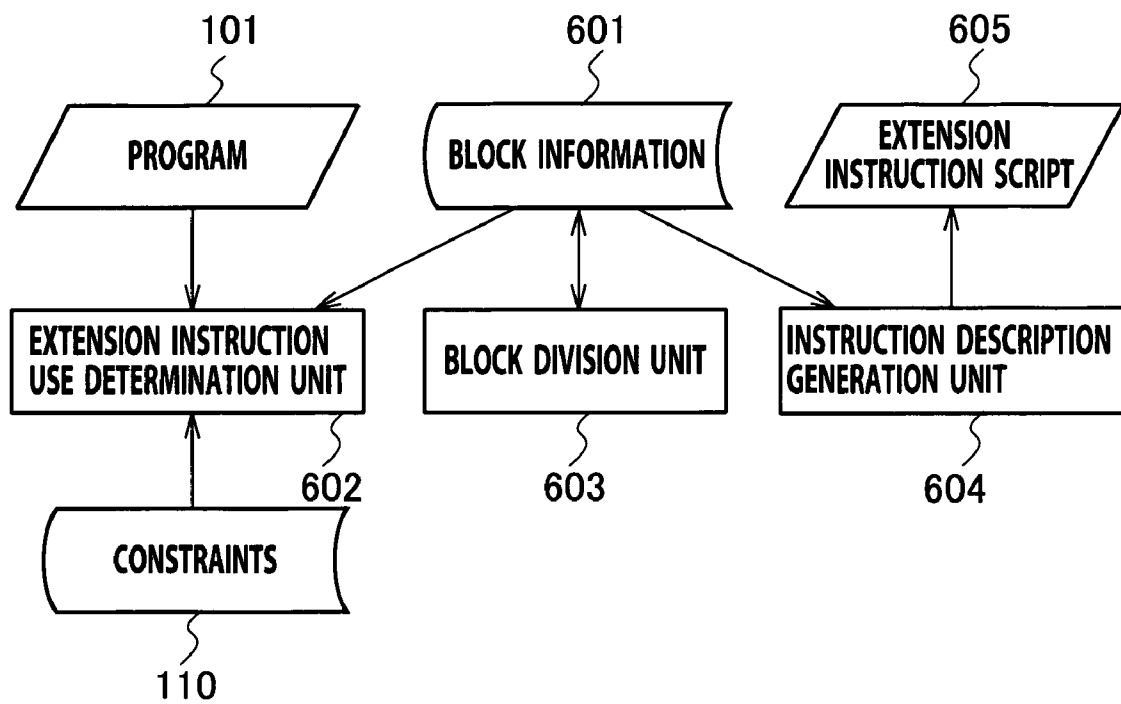 101
601
605
PROGRAM
BLOCK INFORMATION
EXTENSION
INSTRUCTION SCRIPT
EXTENSION INSTRUCTION
USE DETERMINATION UNIT
BLOCK DIVISION UNIT
INSTRUCTION DESCRIPTION
GENERATION UNIT
602
603
604
CONSTRAINTS
110